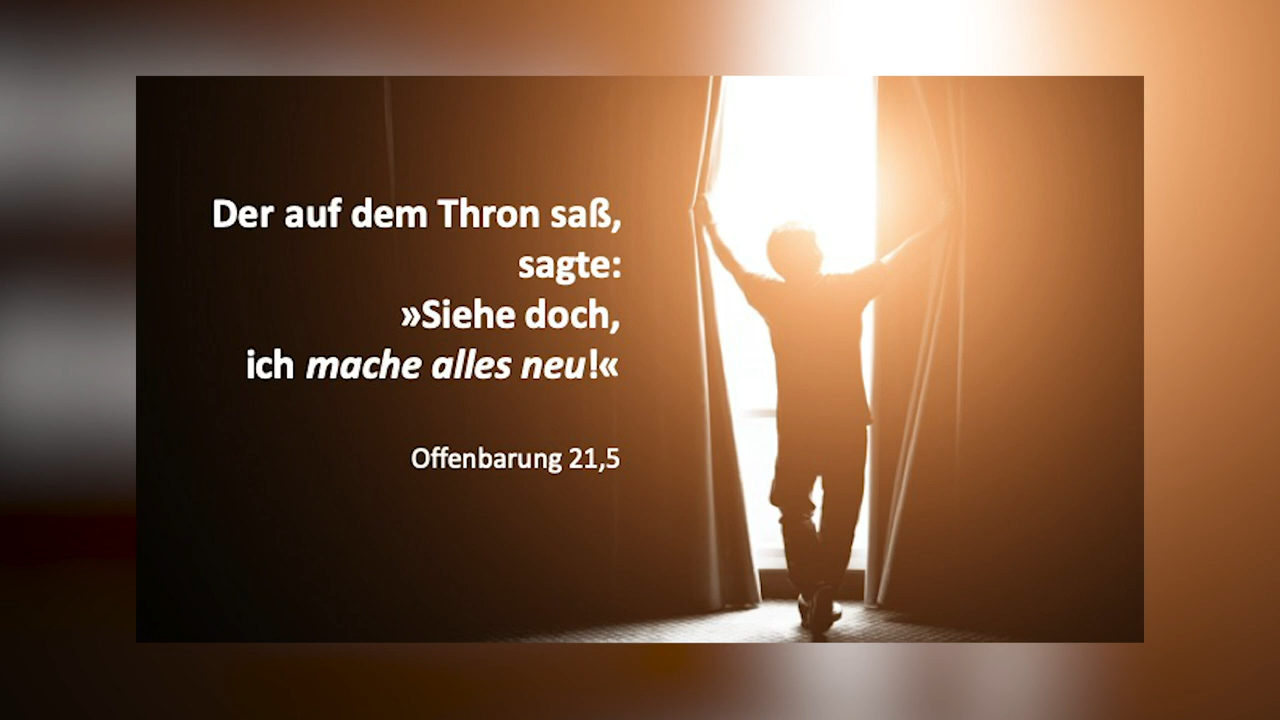 Der auf dem Thron saß,
sagte:
»Siehe doch,
ich mache alles neu!«
Offenbarung 21,5